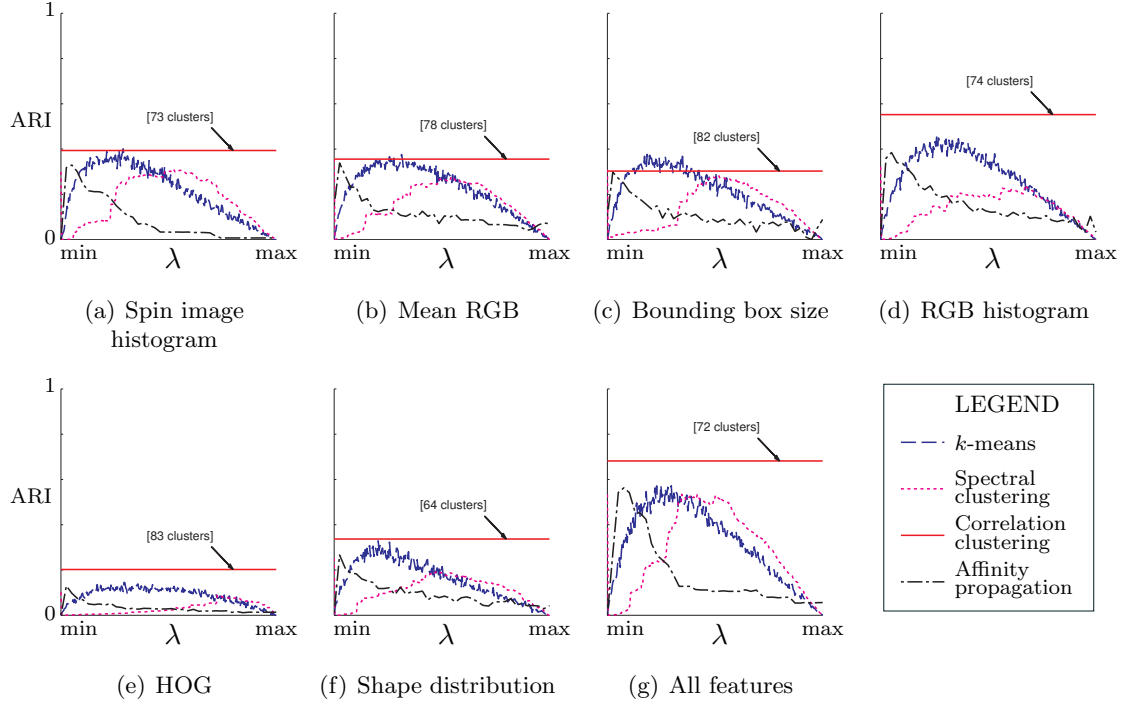 1
ARI
0
[73 clusters]
min
λ
max
(a) Spin image
histogram
[78 clusters]
min
λ
max
(b) Mean RGB
[82 clusters]
min
λ
max
(c) Bounding box size
[74 clusters]
min
λ
max
(d) RGB histogram
1
ARI
0
[83 clusters]
min
λ
max
(e) HOG
[64 clusters]
min
λ
max
(f) Shape distribution
[72 clusters]
min
λ
max
(g) All features
LEGEND
k-means
Spectral
clustering
Correlation
clustering
Affinity
propagation